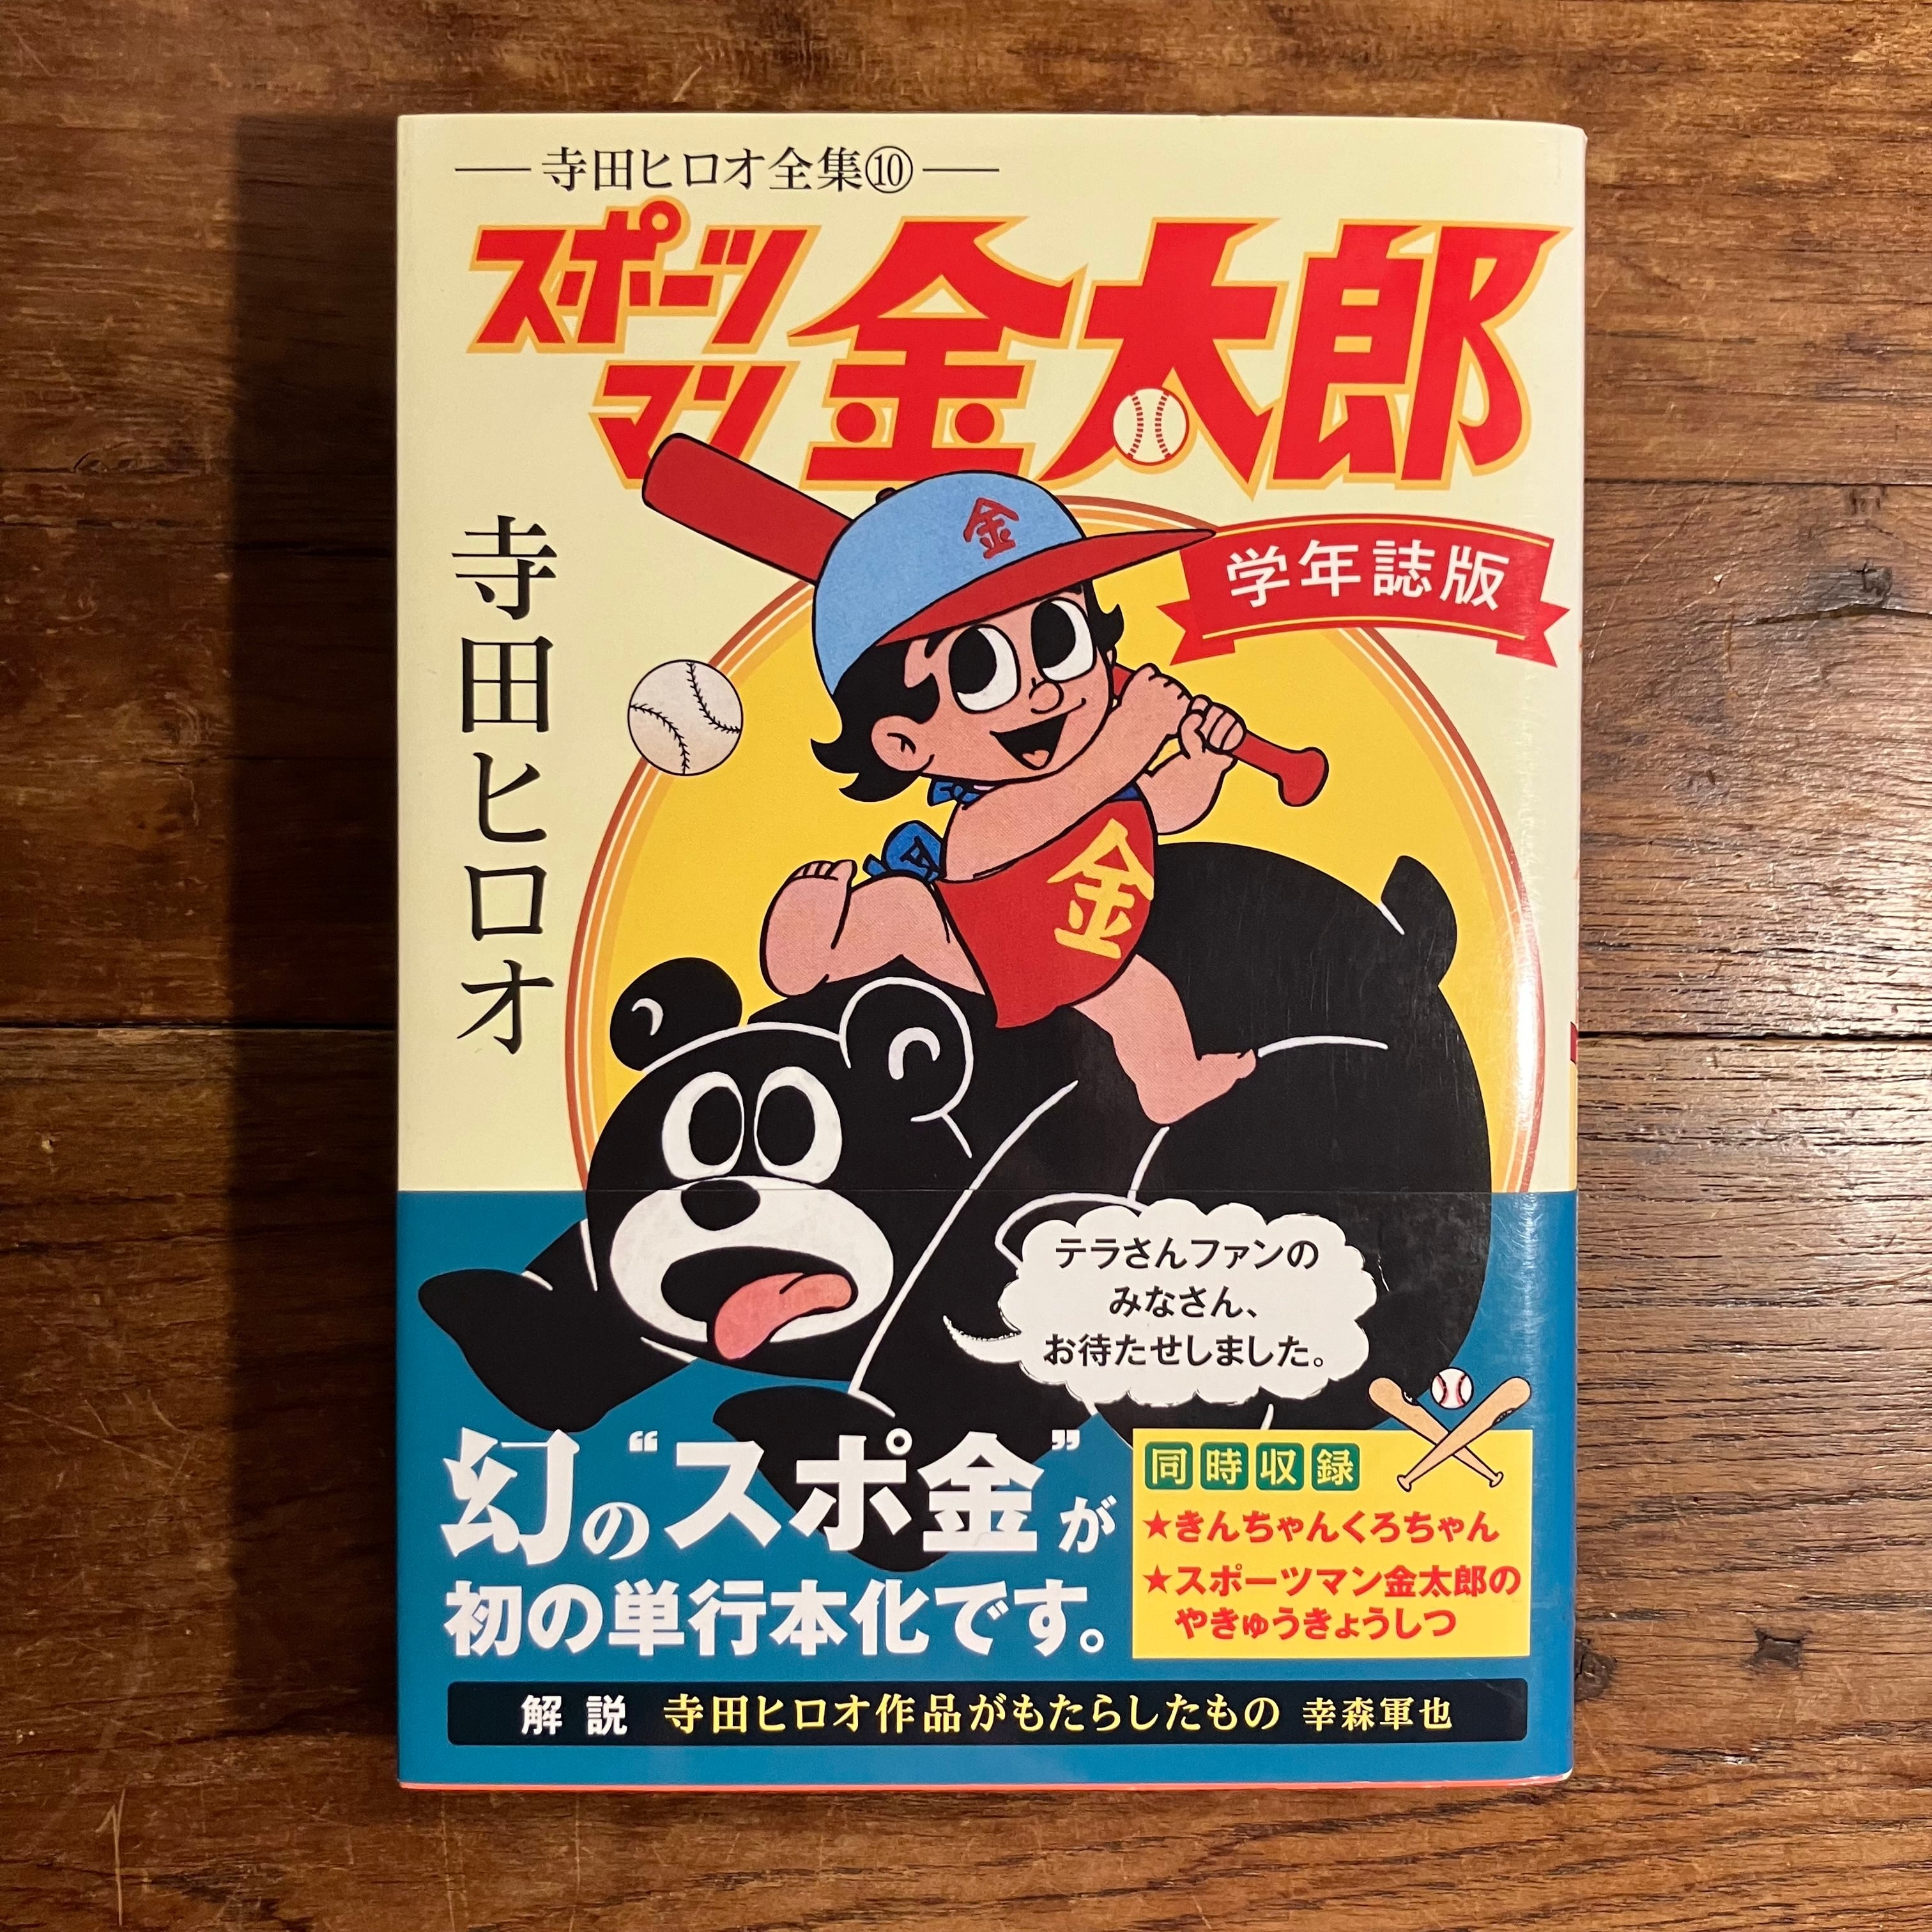 寺田ヒロオ全集⑩
スポーツ
マン
金太郎
学年誌版
寺田ヒロオ
金
金
テラさんファンの
みなさん、
お待たせしました。
幻の“スポ金”が
初の単行本化です。
同時収録
★きんちゃんくろちゃん
★スポーツマン金太郎の
やきゅうきょうしつ
解説 寺田ヒロオ作品がもたらしたもの 幸森軍也